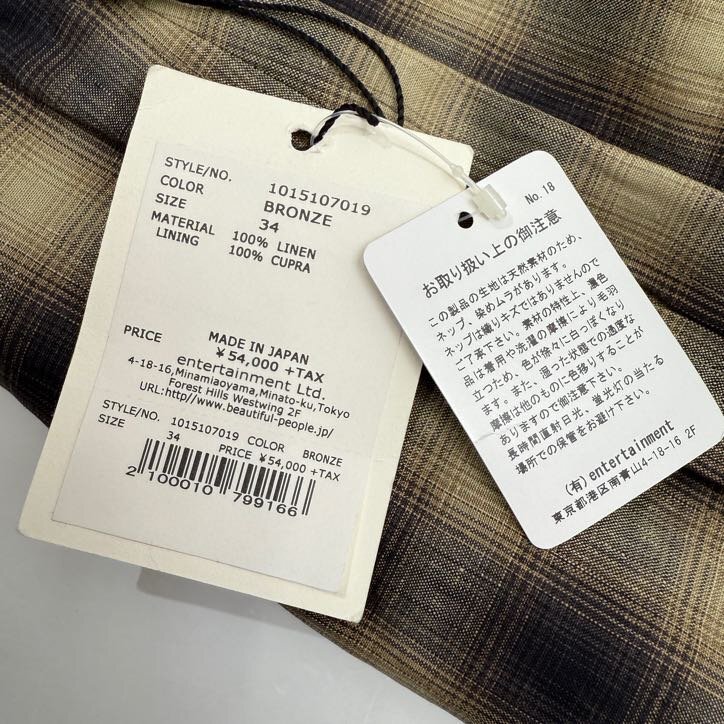 STYLE/NO. 1015107019
COLOR BRONZE
SIZE 34
MATERIAL 100% LINEN
LINING 100% CUPRA
MADE IN JAPAN
PRICE ¥54,000 +TAX
entertainment Ltd.
4-18-16,Minamiaoyama,Minato-ku,Tokyo
Forest Hills Westwing 2F
URL:http//www.beautiful-people.jp/
STYLE/NO. 1015107019 COLOR BRONZE
SIZE 34 PRICE ¥54,000 +TAX
2 100010 799166
No. 18
お取り扱い上の御注意
この製品の生地は天然素材のため、
ネップ、染めムラがあります。
ネップは織りキズではありませんので
ご了承下さい。素材の特性上、濃色
品は着用や洗濯の摩擦により毛羽
立つため、色が徐々に白っぽくなり
ます。また、湿った状態での過度な
摩擦は他のものに色移りすることが
ありますので御注意下さい。
長時間直射日光、蛍光灯の当たる
場所での保管をお避け下さい。
(有) entertainment
東京都港区南青山4-18-16 2F